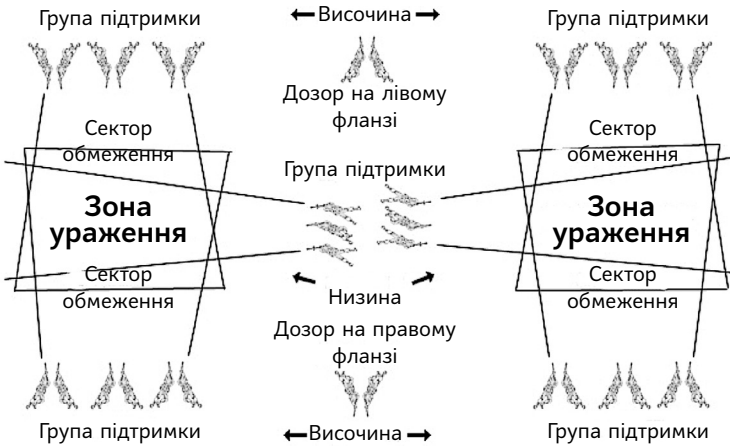 Група підтримки
Височина
Група підтримки
Дозор на лівому
фланзі
Сектор
обмеження
Сектор
обмеження
Група підтримки
Зона
ураження
Зона
ураження
Сектор
обмеження
Сектор
обмеження
Низина
Дозор на правому
фланзі
Група підтримки
Височина
Група підтримки